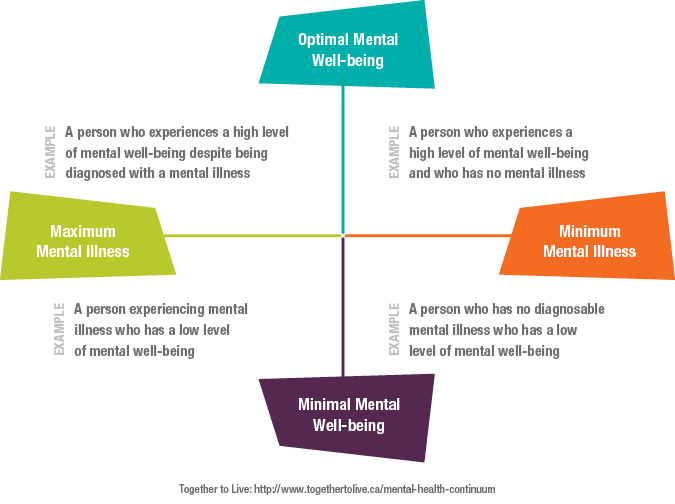 Optimal Mental
Well-being
EXAMPLE
A person who experiences a high level
of mental well-being despite being
diagnosed with a mental illness
EXAMPLE
A person who experiences a
high level of mental well-being
and who has no mental illness
Maximum
Mental Illness
Minimum
Mental Illness
EXAMPLE
A person experiencing mental
illness who has a low level
of mental well-being
EXAMPLE
A person who has no diagnosable
mental illness who has a low
level of mental well-being
Minimal Mental
Well-being
Together to Live: http://www.togethertolive.ca/mental-health-continuum